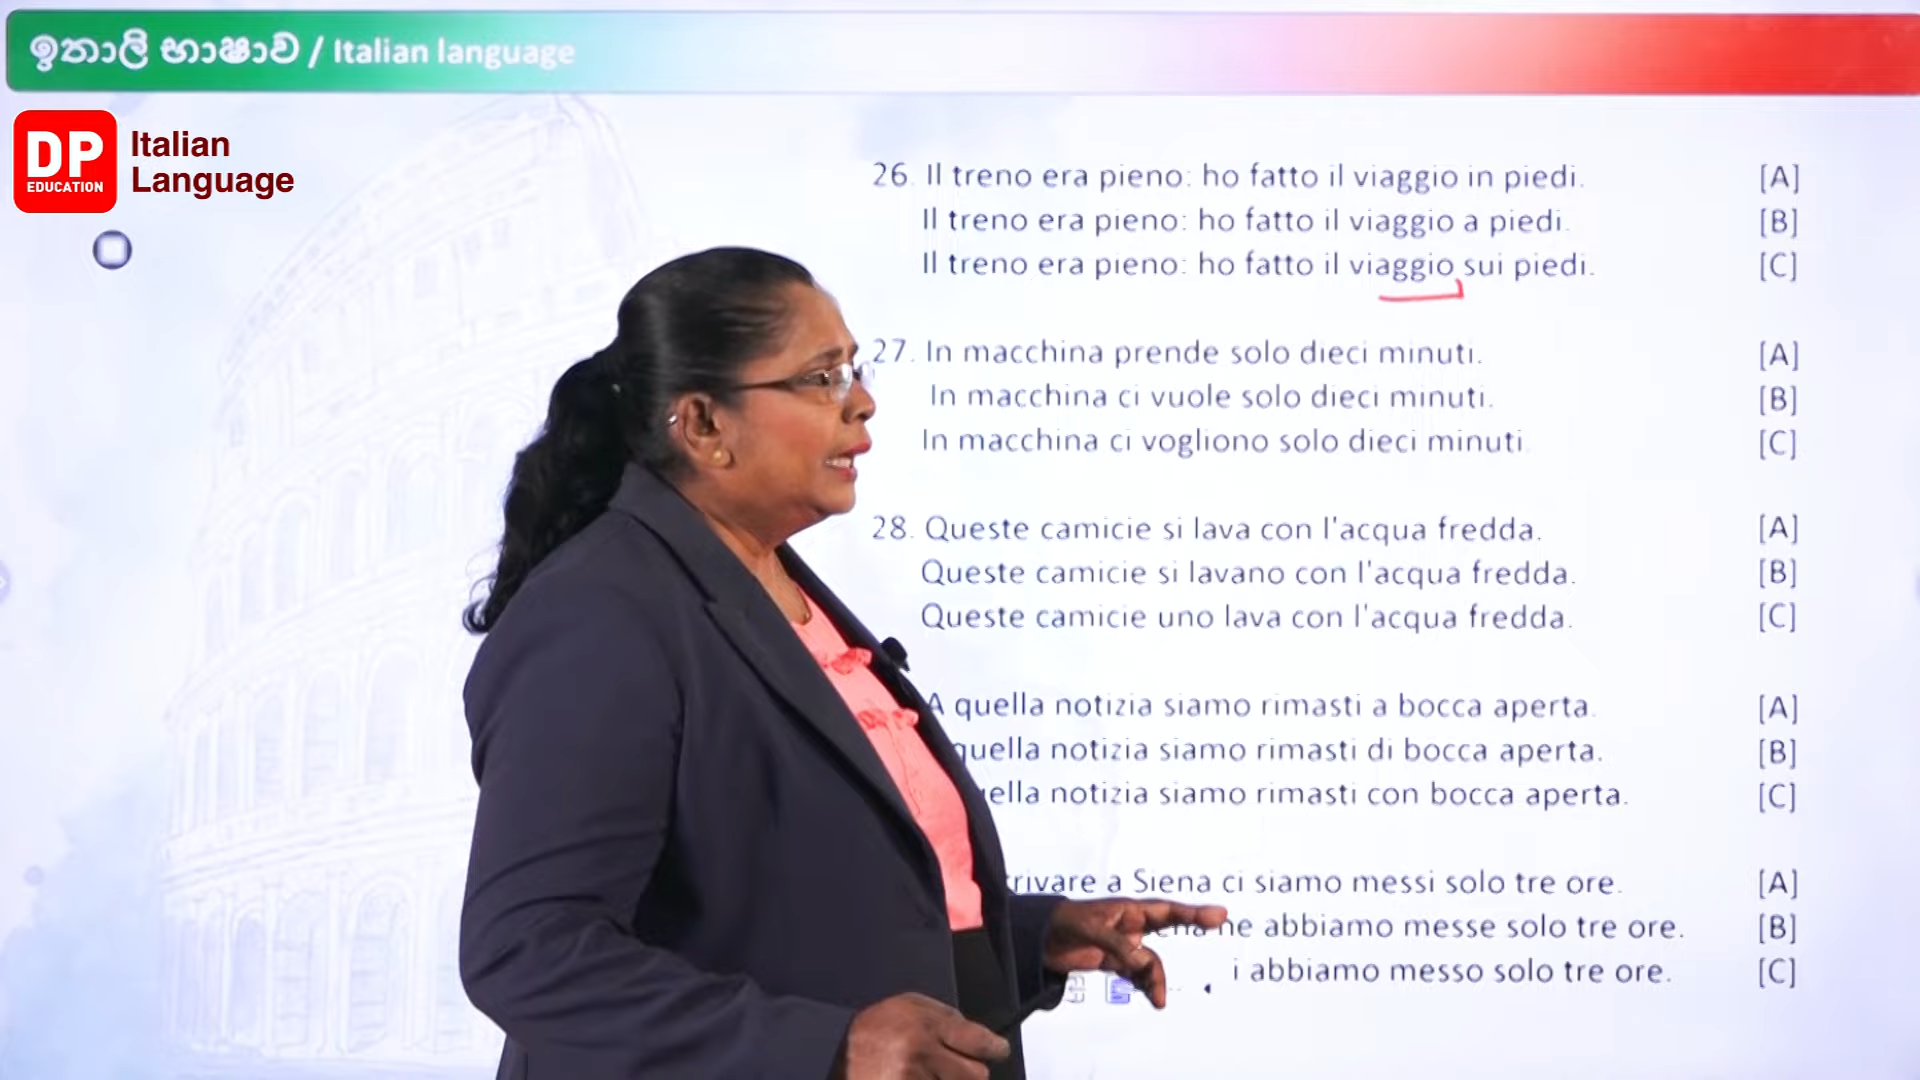 ඉතාලි භාෂාව / Italian language
DP
EDUCATION
Italian
Language
26. Il treno era pieno: ho fatto il viaggio in piedi. [A]
Il treno era pieno: ho fatto il viaggio a piedi. [B]
Il treno era pieno: ho fatto il viaggio sui piedi. [C]
27. In macchina prende solo dieci minuti. [A]
In macchina ci vuole solo dieci minuti. [B]
In macchina ci vogliono solo dieci minuti [C]
28. Queste camicie si lava con l'acqua fredda. [A]
Queste camicie si lavano con l'acqua fredda. [B]
Queste camicie uno lava con l'acqua fredda. [C]
A quella notizia siamo rimasti a bocca aperta. [A]
quella notizia siamo rimasti di bocca aperta. [B]
notizia siamo rimasti con bocca aperta. [C]
a Siena ci siamo messi solo tre ore. [A]
ne abbiamo messe solo tre ore. [B]
i abbiamo messo solo tre ore. [C]